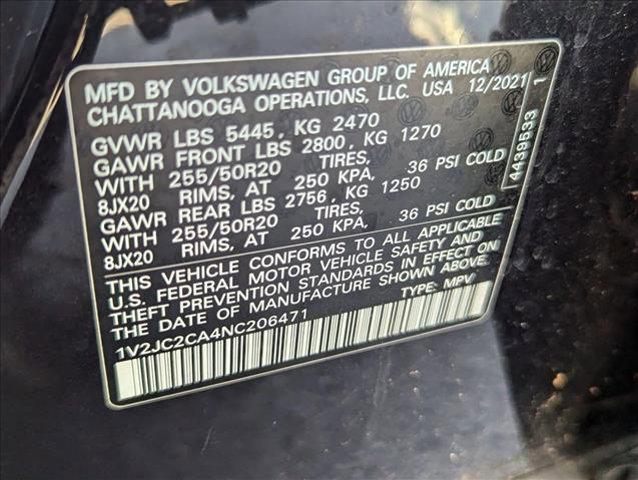 MFD BY VOLKSWAGEN GROUP OF AMERICA
CHATTANOOGA OPERATIONS, LLC. USA 12/2021
GVWR LBS 5445, KG 2470
GAWR FRONT LBS 2800, KG 1270
WITH 255/50R20 TIRES,
8JX20 RIMS, AT 250 KPA, 36 PSI COLD
GAWR REAR LBS 2756, KG 1250
WITH 255/50R20 TIRES,
8JX20 RIMS, AT 250 KPA, 36 PSI COLD
THIS VEHICLE CONFORMS TO ALL APPLICABLE
U.S. FEDERAL MOTOR VEHICLE SAFETY AND
THEFT PREVENTION STANDARDS IN EFFECT ON
THE DATE OF MANUFACTURE SHOWN ABOVE.
1V2JC2CA4NC206471 TYPE: MPV
4439533 1